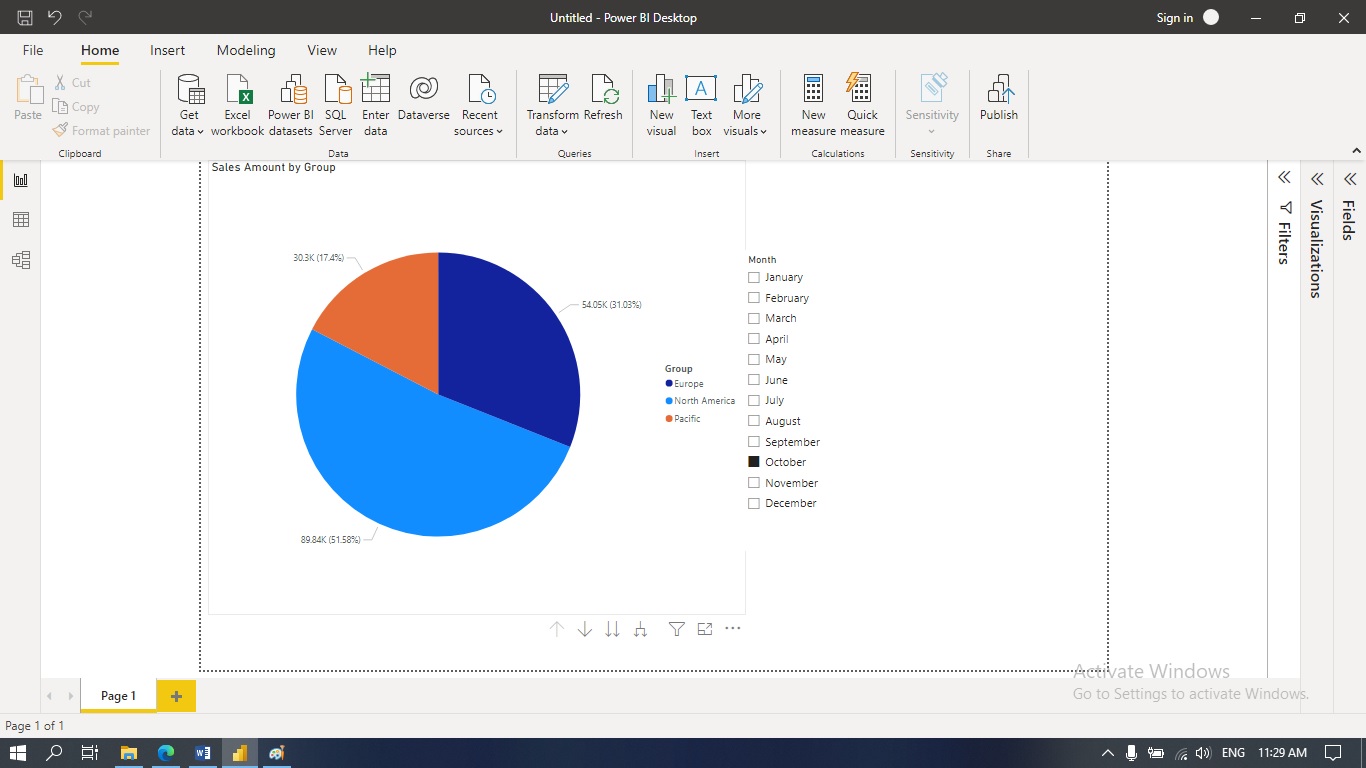 Untitled - Power BI Desktop
Sign in
File Home Insert Modeling View Help
Paste
Cut
Copy
Format painter
Clipboard
Get data
Excel workbook
Power BI datasets
SQL Server
Enter data
Dataverse
Recent sources
Data
Transform data
Refresh
Queries
New visual
Text box
More visuals
Insert
New measure
Quick measure
Calculations
Sensitivity
Sensitivity
Publish
Share
Sales Amount by Group
30.3K (17.4%)
54.05K (31.03%)
89.84K (51.58%)
Group
Europe
North America
Pacific
Month
January
February
March
April
May
June
July
August
September
October
November
December
Filters
Visualizations
Fields
Activate Windows
Go to Settings to activate Windows.
Page 1
Page 1 of 1
ENG 11:29 AM